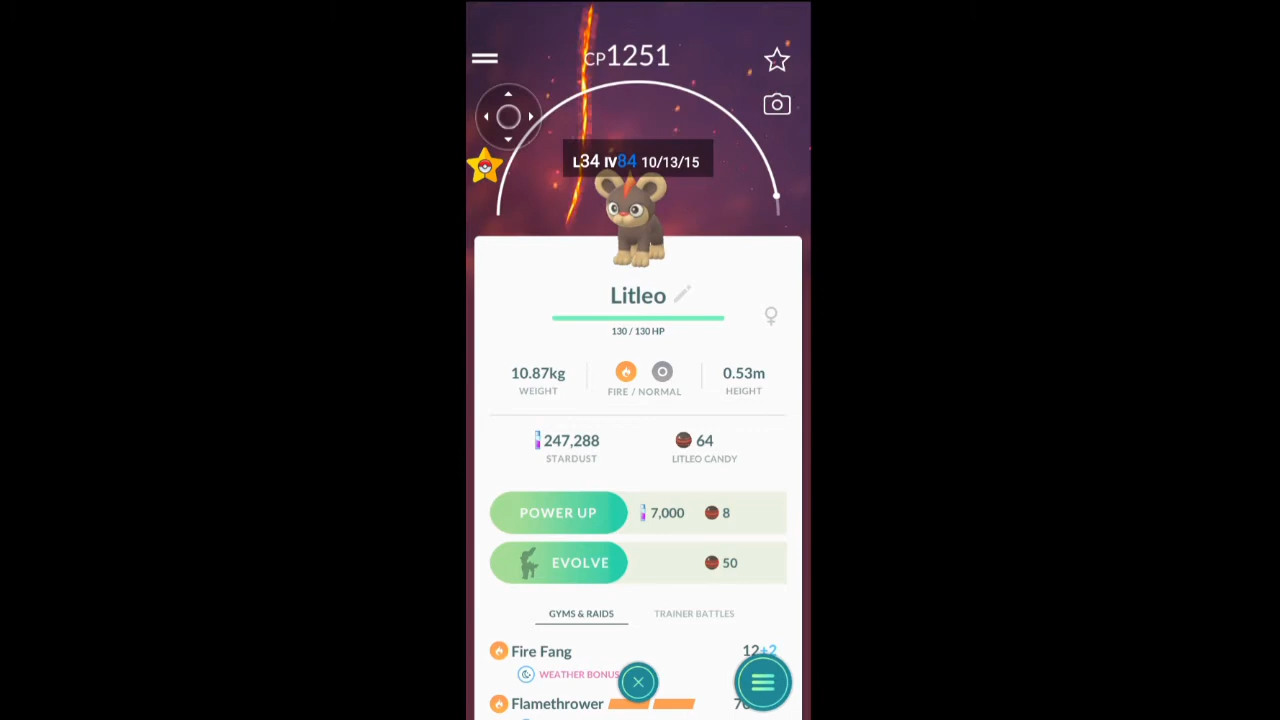 CP1251
L34 IV84 10/13/15
Litleo
130 / 130 HP
10.87kg
WEIGHT
FIRE / NORMAL
0.53m
HEIGHT
247,288
STARDUST
64
LITLEO CANDY
POWER UP 7,000 8
EVOLVE 50
GYMS & RAIDS TRAINER BATTLES
Fire Fang 12+2
WEATHER BONUS
Flamethrower